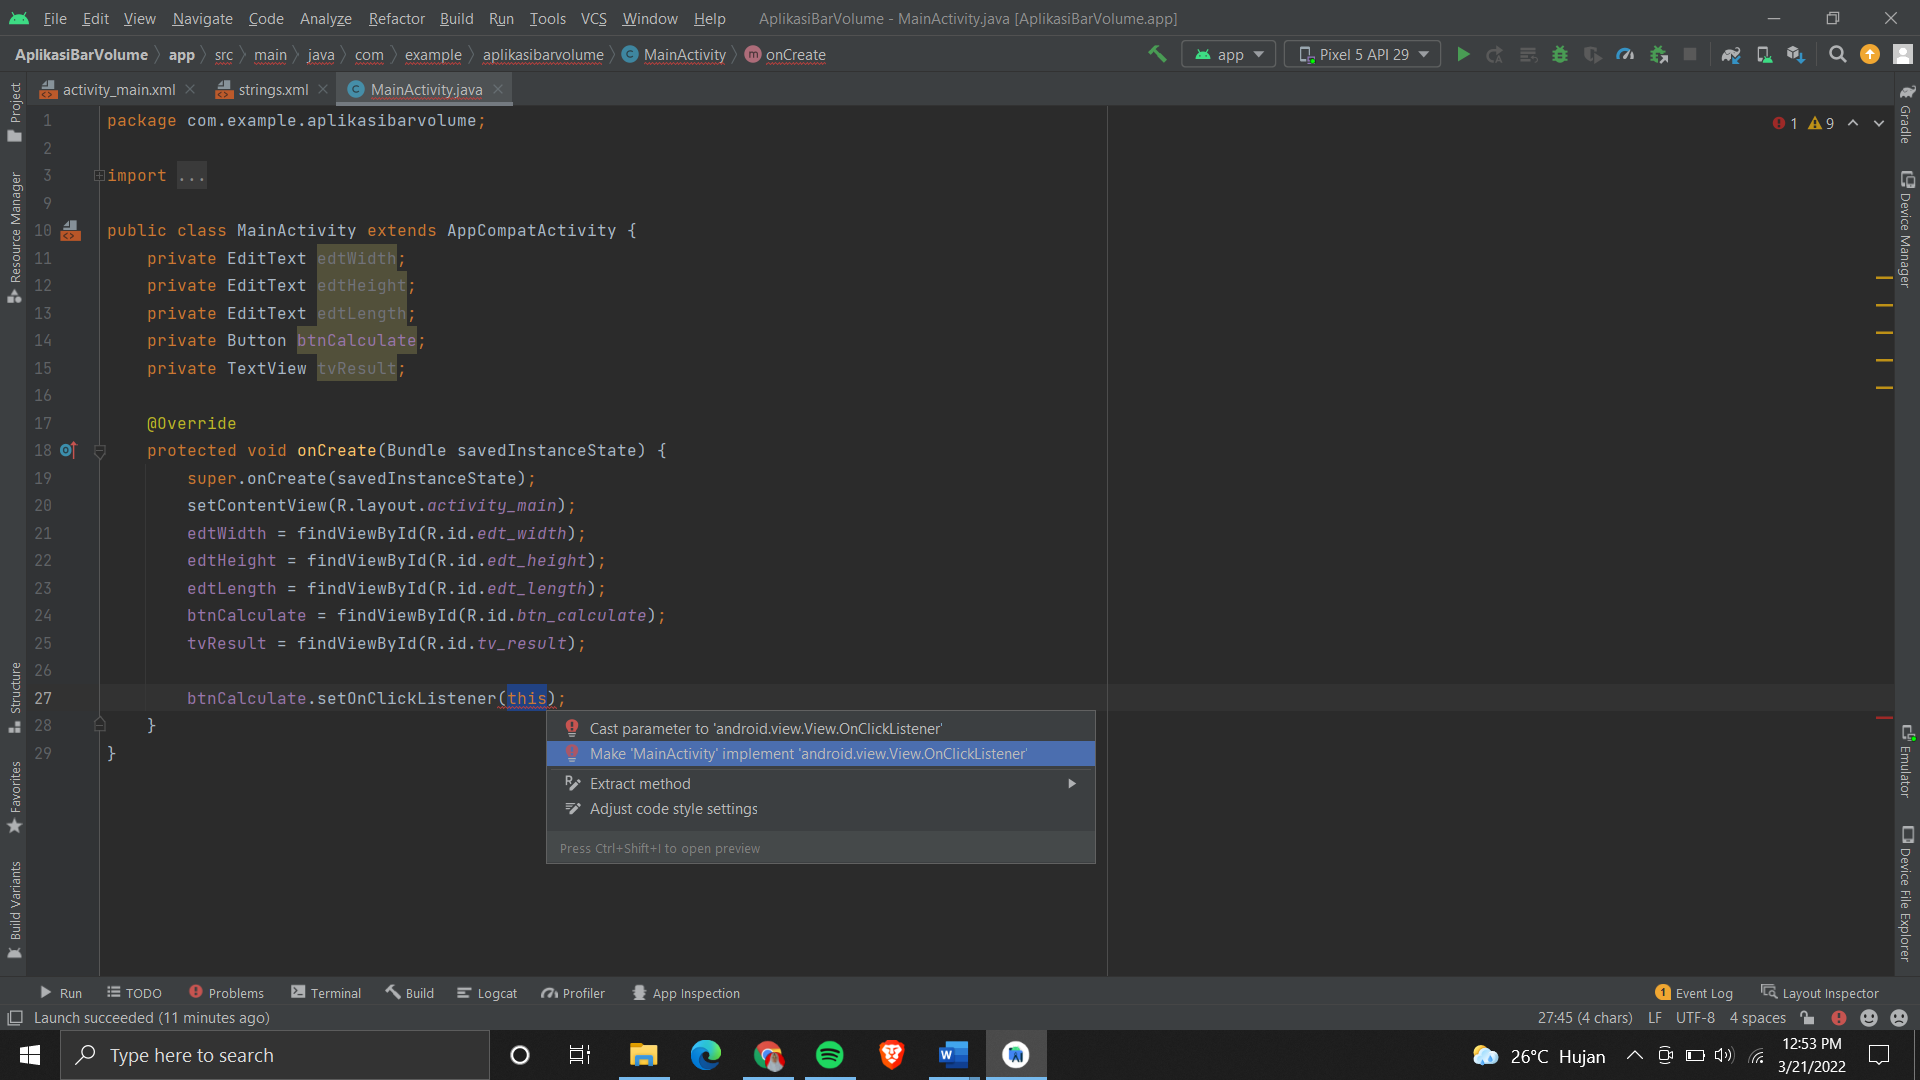 File Edit View Navigate Code Analyze Refactor Build Run Tools VCS Window Help AplikasiBarVolume - MainActivity.java [AplikasiBarVolume.app]
AplikasiBarVolume app src main java com example aplikasibarvolume MainActivity onCreate app Pixel 5 API 29
activity_main.xml strings.xml MainActivity.java
1 package com.example.aplikasibarvolume;
2
3 import ...
9
10 public class MainActivity extends AppCompatActivity {
11 private EditText edtWidth;
12 private EditText edtHeight;
13 private EditText edtLength;
14 private Button btnCalculate;
15 private TextView tvResult;
16
17 @Override
18 protected void onCreate(Bundle savedInstanceState) {
19 super.onCreate(savedInstanceState);
20 setContentView(R.layout.activity_main);
21 edtWidth = findViewById(R.id.edt_width);
22 edtHeight = findViewById(R.id.edt_height);
23 edtLength = findViewById(R.id.edt_length);
24 btnCalculate = findViewById(R.id.btn_calculate);
25 tvResult = findViewById(R.id.tv_result);
26
27 btnCalculate.setOnClickListener(this);
28 }
29 }
1 9
Cast parameter to 'android.view.View.OnClickListener'
Make 'MainActivity' implement 'android.view.View.OnClickListener'
Extract method
Adjust code style settings
Press Ctrl+Shift+I to open preview
Project
Resource Manager
Structure
Favorites
Build Variants
Gradle
Device Manager
Emulator
Device File Explorer
Run TODO Problems Terminal Build Logcat Profiler App Inspection 1 Event Log Layout Inspector
Launch succeeded (11 minutes ago) 27:45 (4 chars) LF UTF-8 4 spaces
Type here to search 26°C Hujan 12:53 PM
3/21/2022